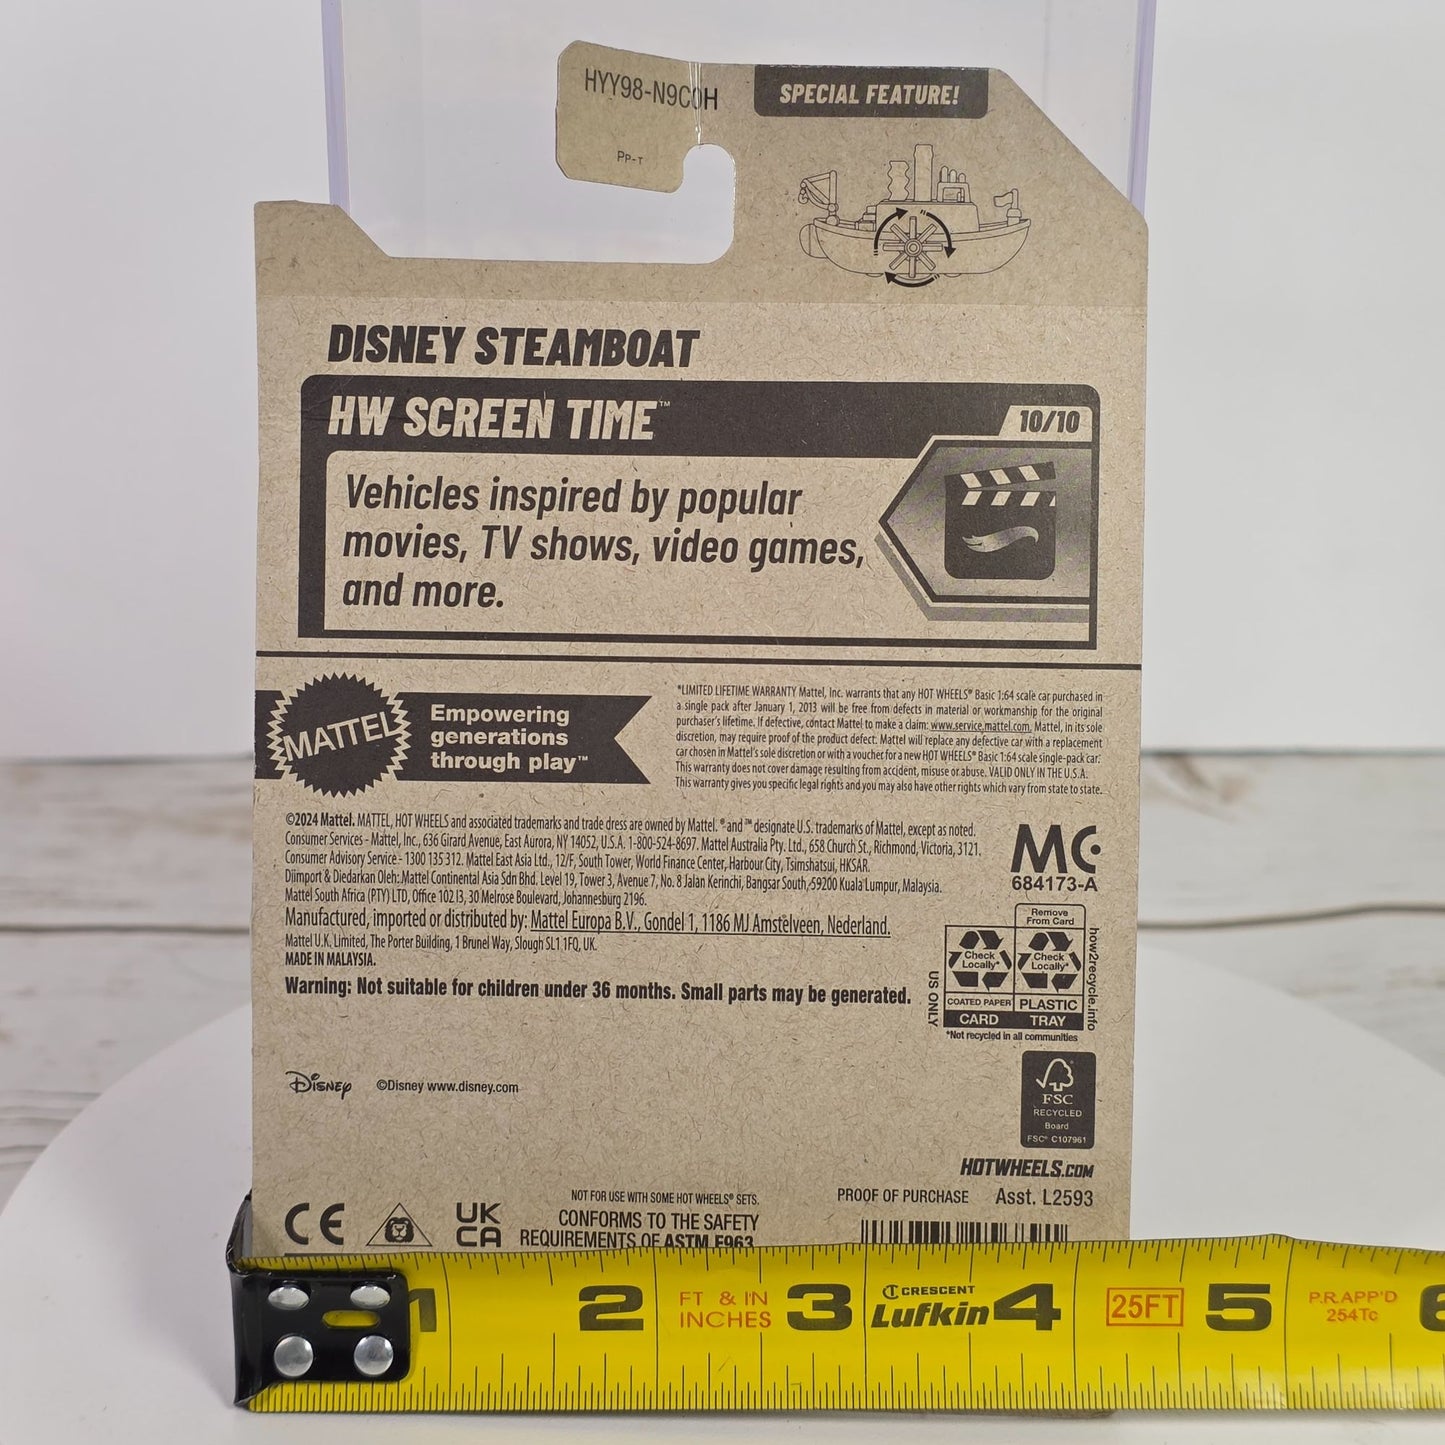 HYY98-N9C0H
PP-T
SPECIAL FEATURE!
DISNEY STEAMBOAT
HW SCREEN TIME™
10/10
Vehicles inspired by popular
movies, TV shows, video games,
and more.
MATTEL
Empowering
generations
through play™
*LIMITED LIFETIME WARRANTY Mattel, Inc. warrants that any HOT WHEELS® Basic 1:64 scale car purchased in
a single pack after January 1, 2013 will be free from defects in material or workmanship for the original
purchaser's lifetime. If defective, contact Mattel to make a claim: www.service.mattel.com. Mattel, in its sole
discretion, may require proof of the product defect. Mattel will replace any defective car with a replacement
car chosen in Mattel's sole discretion or with a voucher for a new HOT WHEELS® Basic 1:64 scale single-pack car.
This warranty does not cover damage resulting from accident, misuse or abuse. VALID ONLY IN THE U.S.A.
This warranty gives you specific legal rights and you may also have other rights which vary from state to state.
©2024 Mattel. MATTEL, HOT WHEELS and associated trademarks and trade dress are owned by Mattel. ® and ™ designate U.S. trademarks of Mattel, except as noted.
Consumer Services - Mattel, Inc., 636 Girard Avenue, East Aurora, NY 14052, U.S.A. 1-800-524-8697. Mattel Australia Pty. Ltd., 658 Church St., Richmond, Victoria, 3121.
Consumer Advisory Service - 1300 135 312. Mattel East Asia Ltd., 12/F, South Tower, World Finance Center, Harbour City, Tsimshatsui, HKSAR.
Diimport & Diedarkan Oleh: Mattel Continental Asia Sdn Bhd. Level 19, Tower 3, Avenue 7, No. 8 Jalan Kerinchi, Bangsar South, 59200 Kuala Lumpur, Malaysia.
Mattel South Africa (PTY) LTD, Office 102 I3, 30 Melrose Boulevard, Johannesburg 2196.
Manufactured, imported or distributed by: Mattel Europa B.V., Gondel 1, 1186 MJ Amstelveen, Nederland.
Mattel U.K. Limited, The Porter Building, 1 Brunel Way, Slough SL1 1FQ, UK.
MADE IN MALAYSIA.
Warning: Not suitable for children under 36 months. Small parts may be generated.
MC
684173-A
Remove
From Card
Check
Locally*
Check
Locally*
COATED PAPER
PLASTIC
CARD
TRAY
US ONLY
how2recycle.info
*Not recycled in all communities
Disney
©Disney www.disney.com
FSC
RECYCLED
Board
FSC® C107961
HOTWHEELS.COM
NOT FOR USE WITH SOME HOT WHEELS® SETS.
PROOF OF PURCHASE
Asst. L2593
CE
UK
CA
CONFORMS TO THE SAFETY
REQUIREMENTS OF ASTM F963
1
2
FT & IN
INCHES
3
CRESCENT
Lufkin
4
25FT
5
P.R.APP'D
254Tc
6